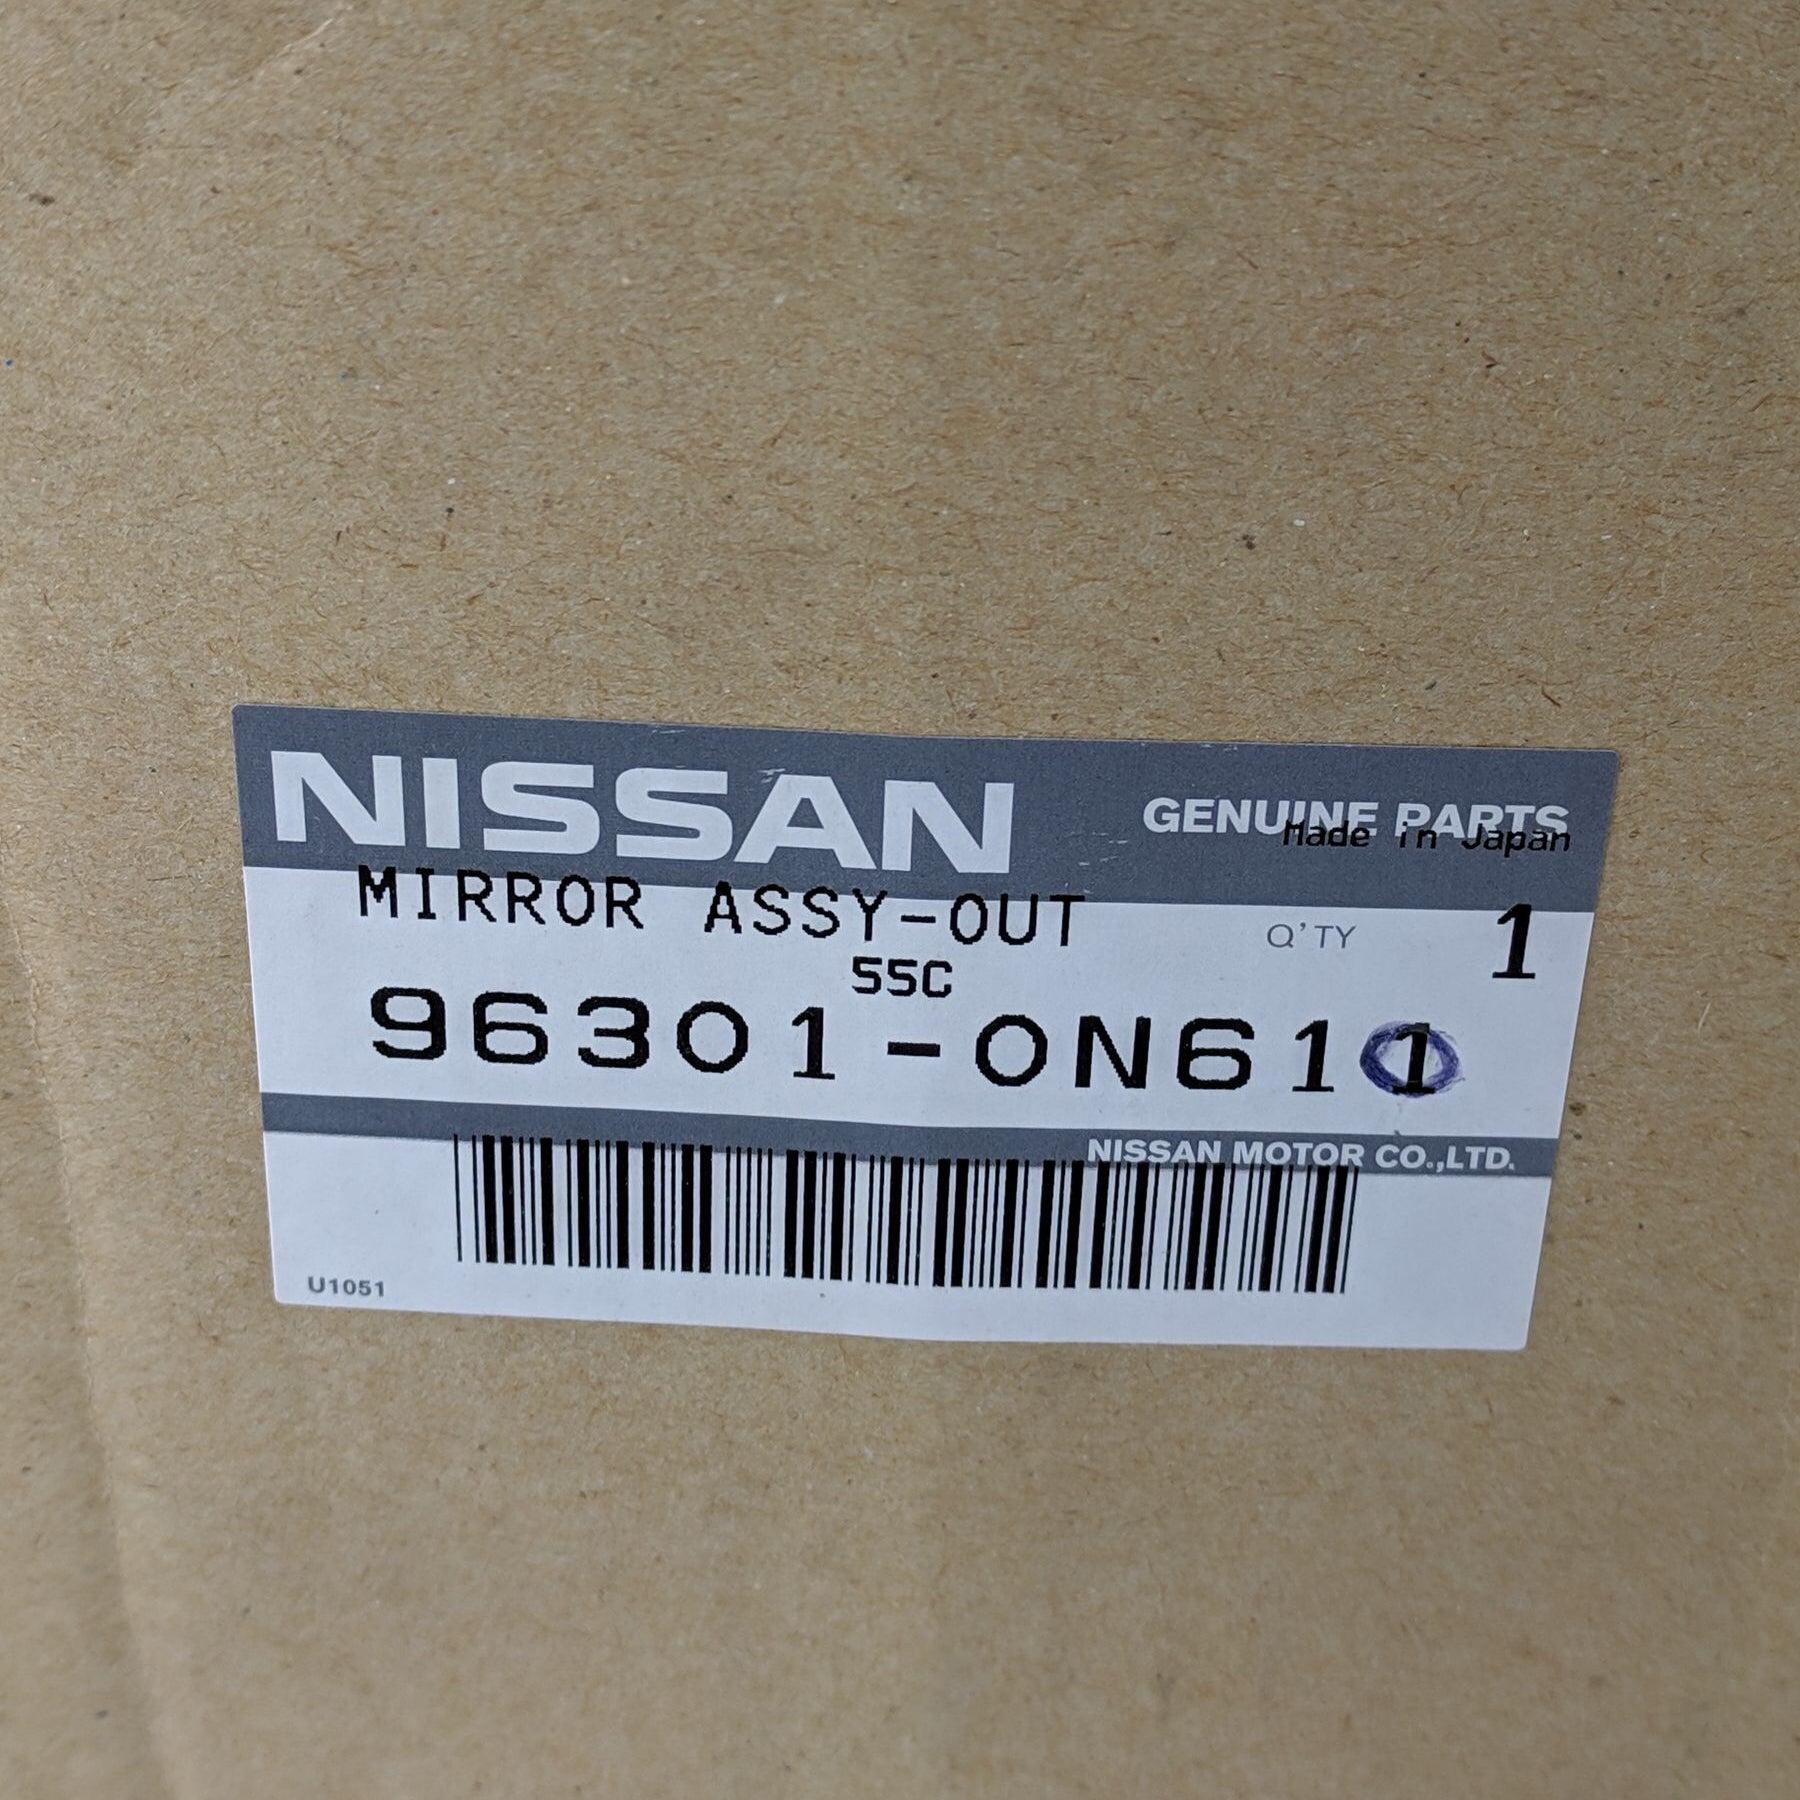 NISSAN
GENUINE PARTS
Made in Japan
MIRROR ASSY-OUT
Q'TY 1
55C
96301-0N611
NISSAN MOTOR CO.,LTD.
U1051